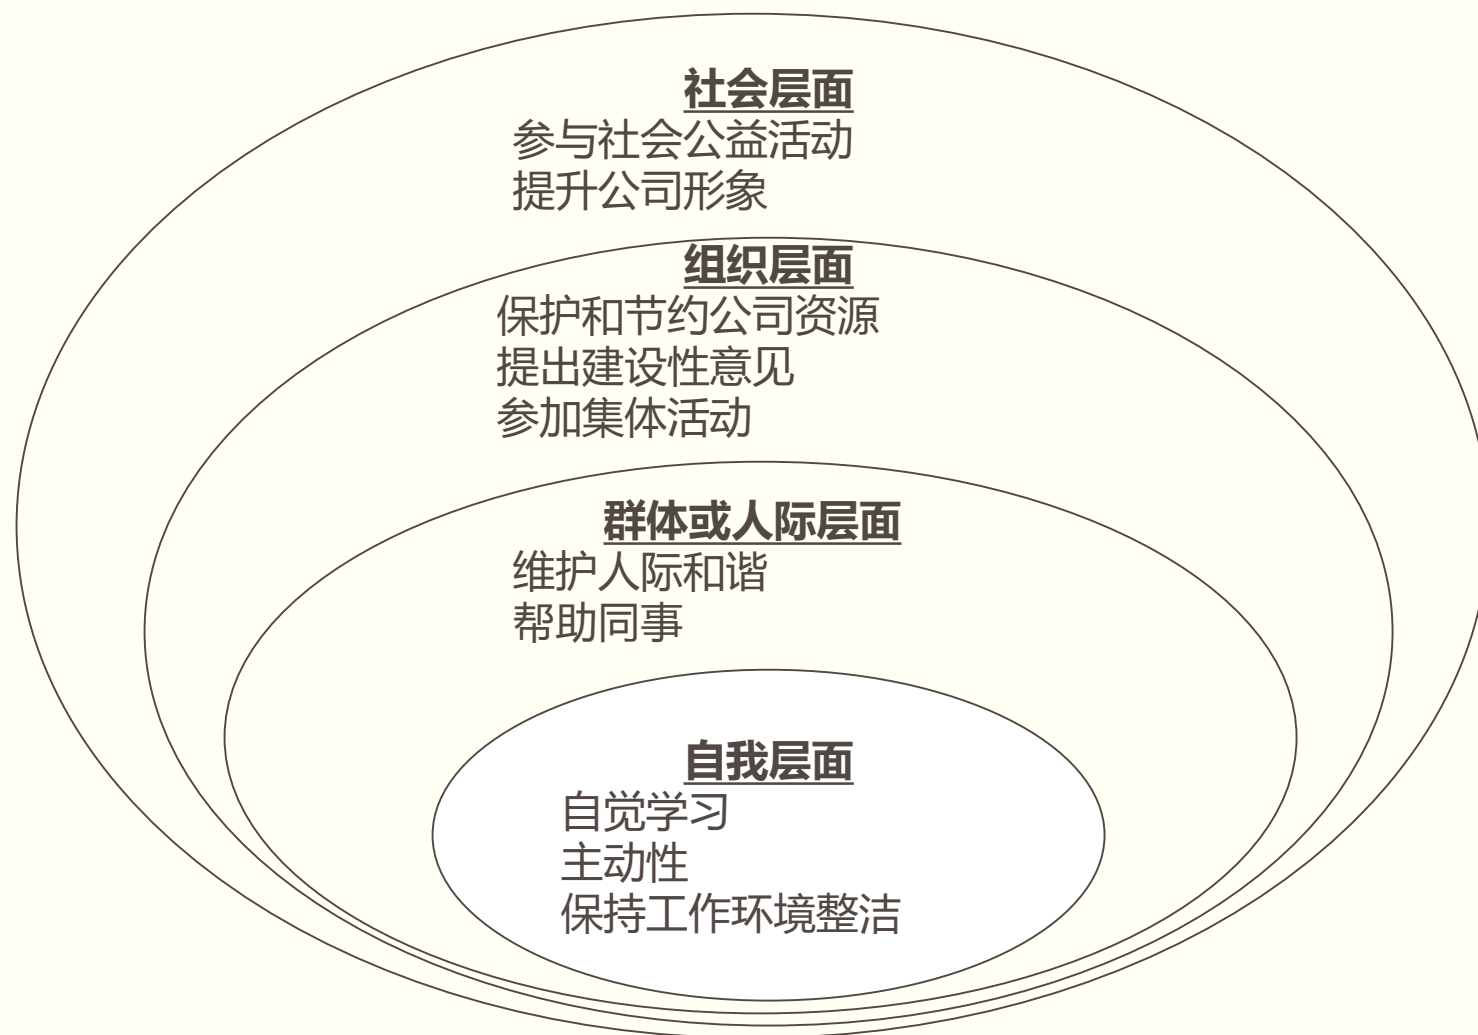 社会层面
参与社会公益活动
提升公司形象
组织层面
保护和节约公司资源
提出建设性意见
参加集体活动
群体或人际层面
维护人际和谐
帮助同事
自我层面
自觉学习
主动性
保持工作环境整洁